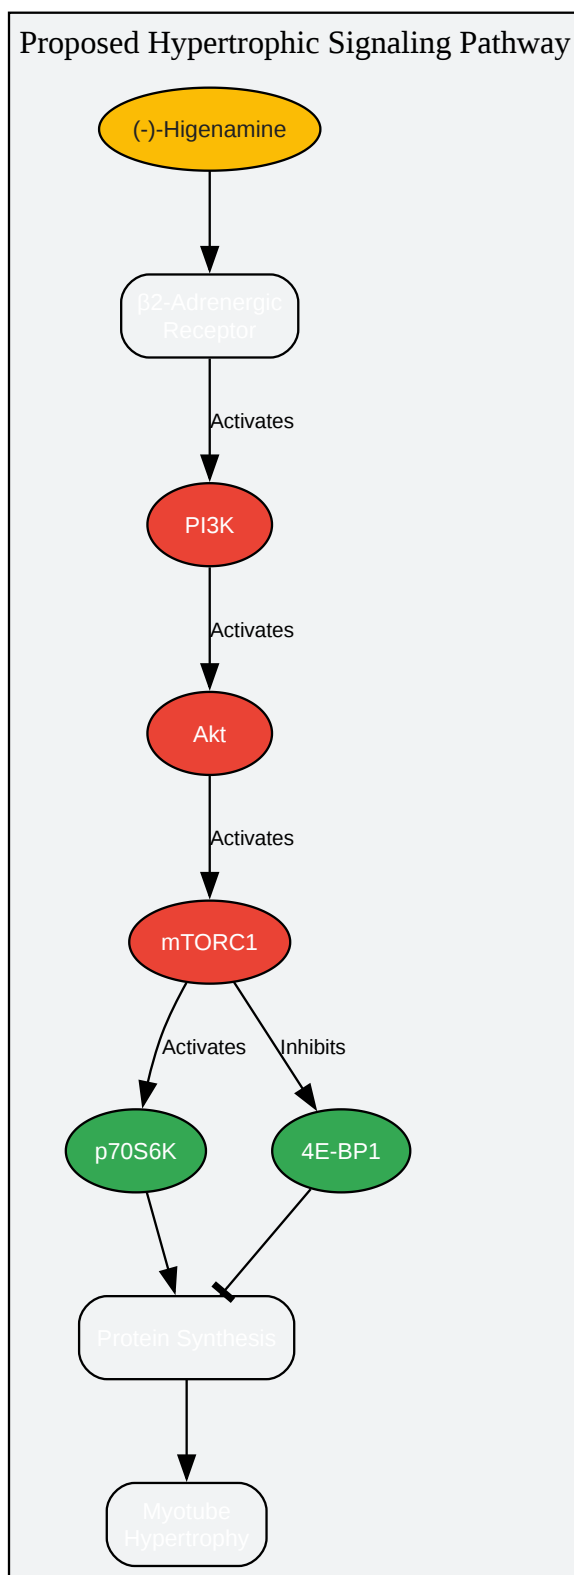 Proposed Hypertrophic Signaling Pathway
(-)-Higenamine
β2-Adrenergic
Receptor
Activates
PI3K
Activates
Akt
Activates
mTORC1
Activates
Inhibits
p70S6K
4E-BP1
Protein Synthesis
Myotube
Hypertrophy